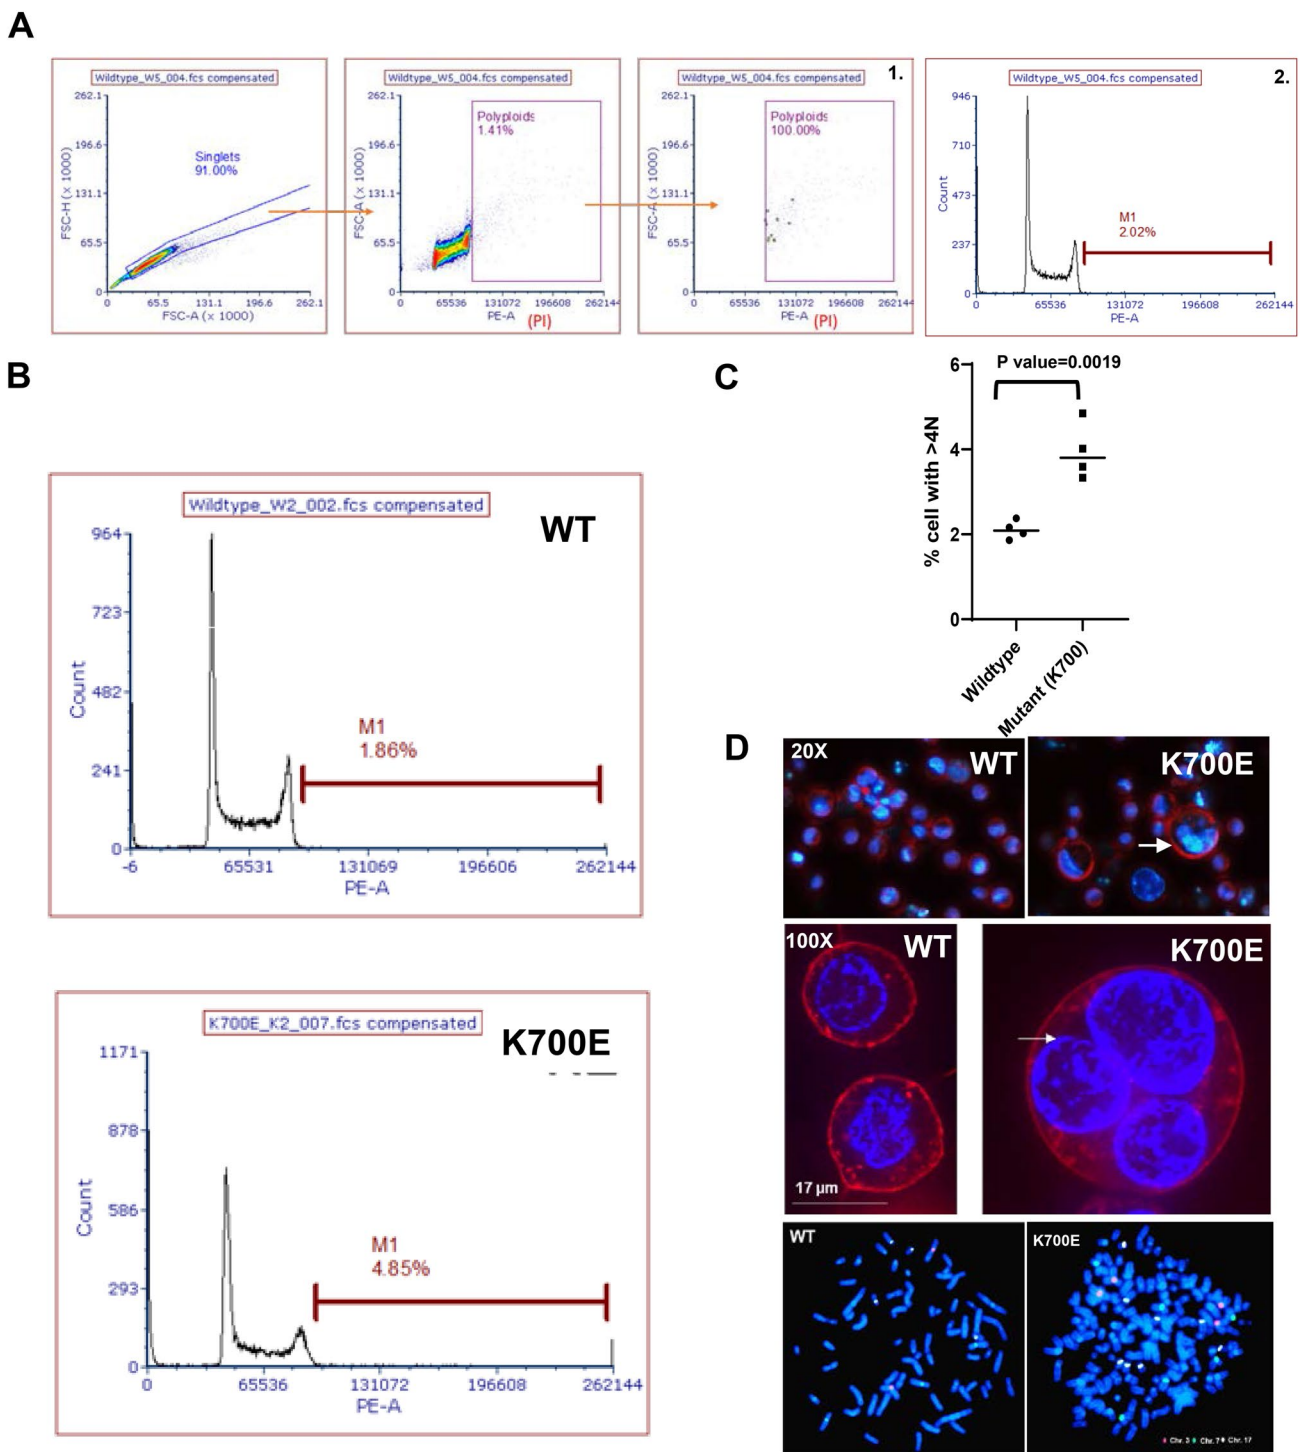 A
Wildtype_W5_004.fcs compensated
262.1
196.6
131.1
65.5
0
FSC-H (x 1000)
Singlets
91.00%
0 65.5 131.1 196.6 262.1
FSC-A (x 1000)
Wildtype_W5_004.fcs compensated
262.1
196.6
131.1
65.5
0
FSC-A (x 1000)
Polyploids
1.41%
0 65536 131072 196608 262144
PE-A
(PI)
Wildtype_W5_004.fcs compensated
1.
262.1
196.6
131.1
65.5
0
FSC-A (x 1000)
Polyploids
100.00%
0 65536 131072 196608 262144
PE-A
(PI)
Wildtype_W5_004.fcs compensated
2.
946
710
473
237
0
Count
M1
2.02%
0 65536 131072 196608 262144
PE-A
B
Wildtype_W2_002.fcs compensated
WT
964
723
482
241
0
Count
M1
1.86%
-6 65531 131069 196606 262144
PE-A
K700E_K2_007.fcs compensated
K700E
1171
878
586
293
0
Count
M1
4.85%
0 65536 131072 196608 262144
PE-A
C
P value=0.0019
6
4
2
0
% cell with >4N
Wildtype
Mutant (K700)
D
20X
WT
K700E
100X
WT
K700E
17 µm
WT
K700E
Chr. 3 Chr. 7 Chr. 17